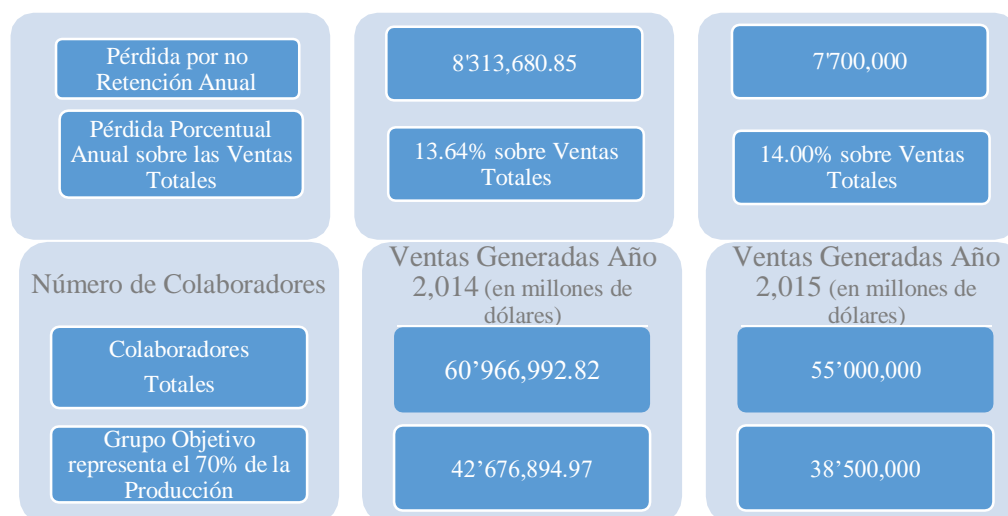 Pérdida por no
Retención Anual
8'313,680.85
7'700,000
Pérdida Porcentual
Anual sobre las Ventas
Totales
13.64% sobre Ventas
Totales
14.00% sobre Ventas
Totales
Número de Colaboradores
Ventas Generadas Año
2,014 (en millones de
dólares)
Ventas Generadas Año
2,015 (en millones de
dólares)
Colaboradores
Totales
60’966,992.82
55’000,000
Grupo Objetivo
representa el 70% de la
Producción
42’676,894.97
38’500,000